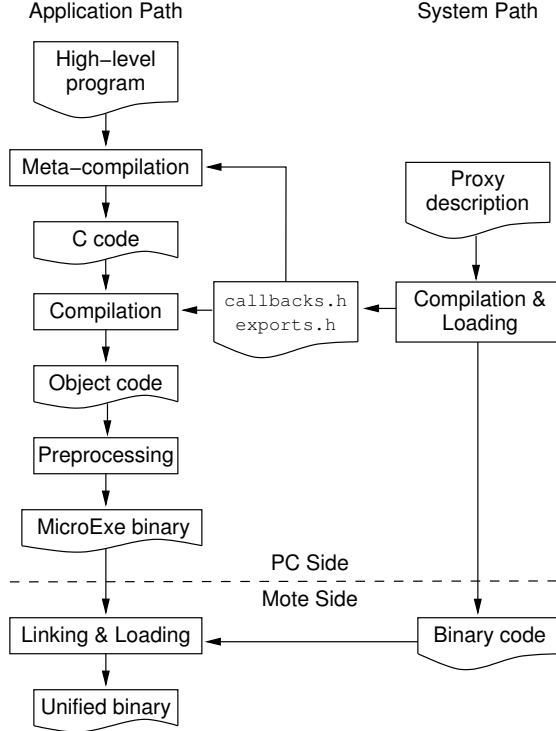 Application Path
System Path
High−level
program
Meta−compilation
Proxy
description
C code
callbacks.h
exports.h
Compilation
Compilation &
Loading
Object code
Preprocessing
MicroExe binary
PC Side
Mote Side
Linking & Loading
Binary code
Unified binary